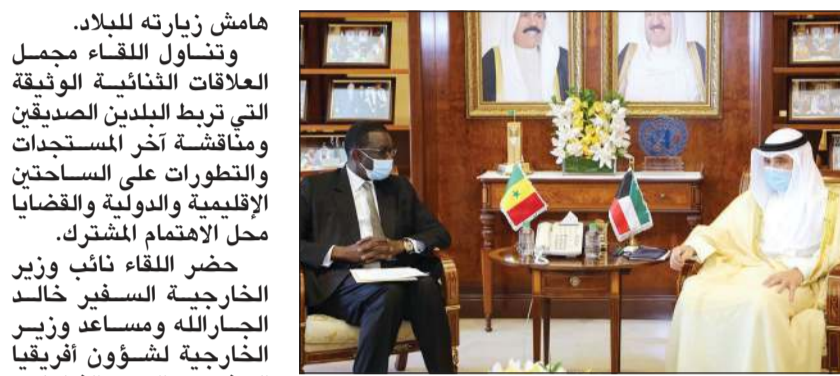 هامش زيارته للبلاد.
وتناول اللقاء مجمل
العلاقات الثنائية الوثيقة
التي تربط البلدين الصديقين
ومناقشة آخر المستجدات
والتطورات على الساحتين
الإقليمية والدولية والقضايا
محل الاهتمام المشترك.
حضر اللقاء نائب وزير
الخارجية السفير خالد
الجارالله ومساعد وزير
الخارجية لشؤون أفريقيا